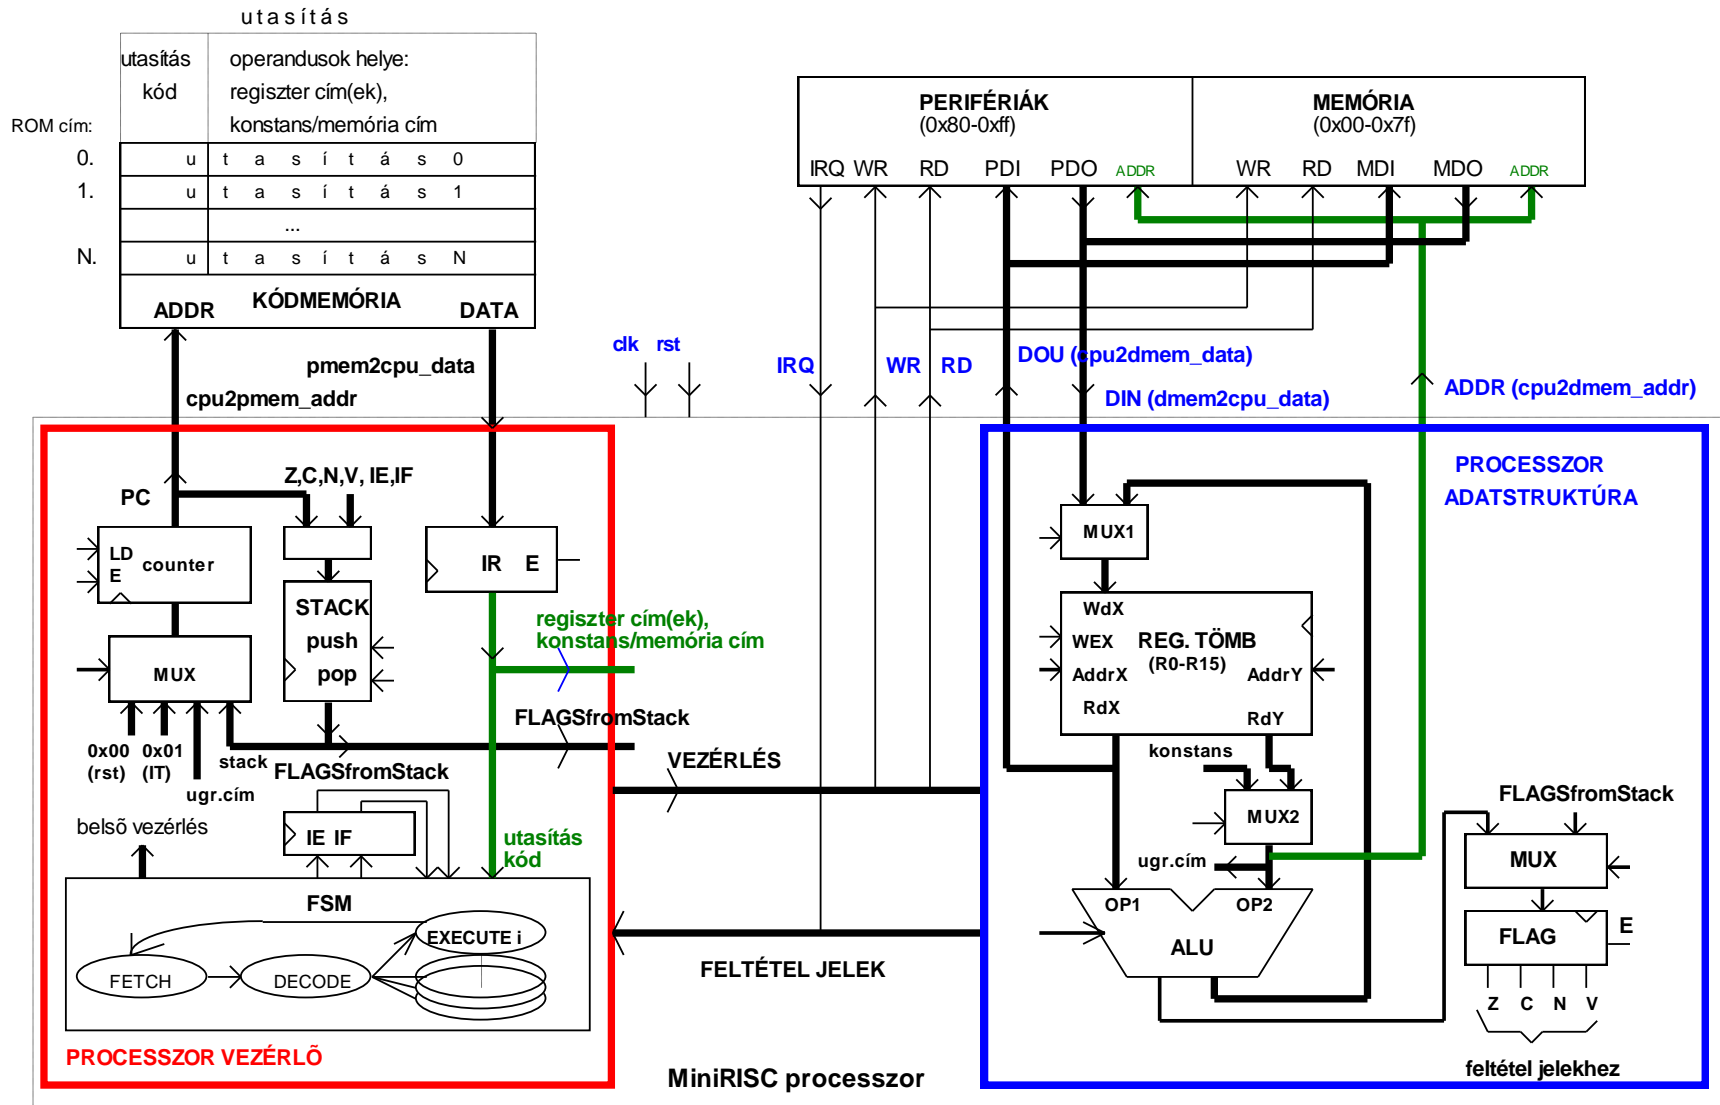 utasítás
utasítás
kód
operandusok helye:
regiszter cím(ek),
konstans/memória cím
ROM cím:
0.
u t a s í t á s 0
1.
u t a s í t á s 1
...
N.
u t a s í t á s N
KÓDMEMÓRIA
ADDR
DATA
pmem2cpu_data
cpu2pmem_addr
PERIFÉRIÁK
(0x80-0xff)
MEMÓRIA
(0x00-0x7f)
IRQ WR RD PDI PDO ADDR
WR RD MDI MDO ADDR
clk rst
IRQ
WR
RD
DOU (cpu2dmem_data)
DIN (dmem2cpu_data)
ADDR (cpu2dmem_addr)
PC
Z,C,N,V, IE,IF
LD
E
counter
IR E
STACK
push
pop
MUX
0x00
(rst)
0x01
(IT)
ugr.cím
stack
FLAGSfromStack
regiszter cím(ek),
konstans/memória cím
FLAGSfromStack
VEZÉRLÉS
belsõ vezérlés
IE IF
utasítás
kód
FSM
FETCH
DECODE
EXECUTE i
PROCESSZOR VEZÉRLÕ
FELTÉTEL JELEK
MiniRISC processzor
PROCESSZOR
ADATSTRUKTÚRA
MUX1
WdX
WEX
AddrX
RdX
REG. TÖMB
(R0-R15)
AddrY
RdY
konstans
MUX2
ugr.cím
OP1
OP2
ALU
FLAGSfromStack
MUX
FLAG
E
Z C N V
feltétel jelekhez